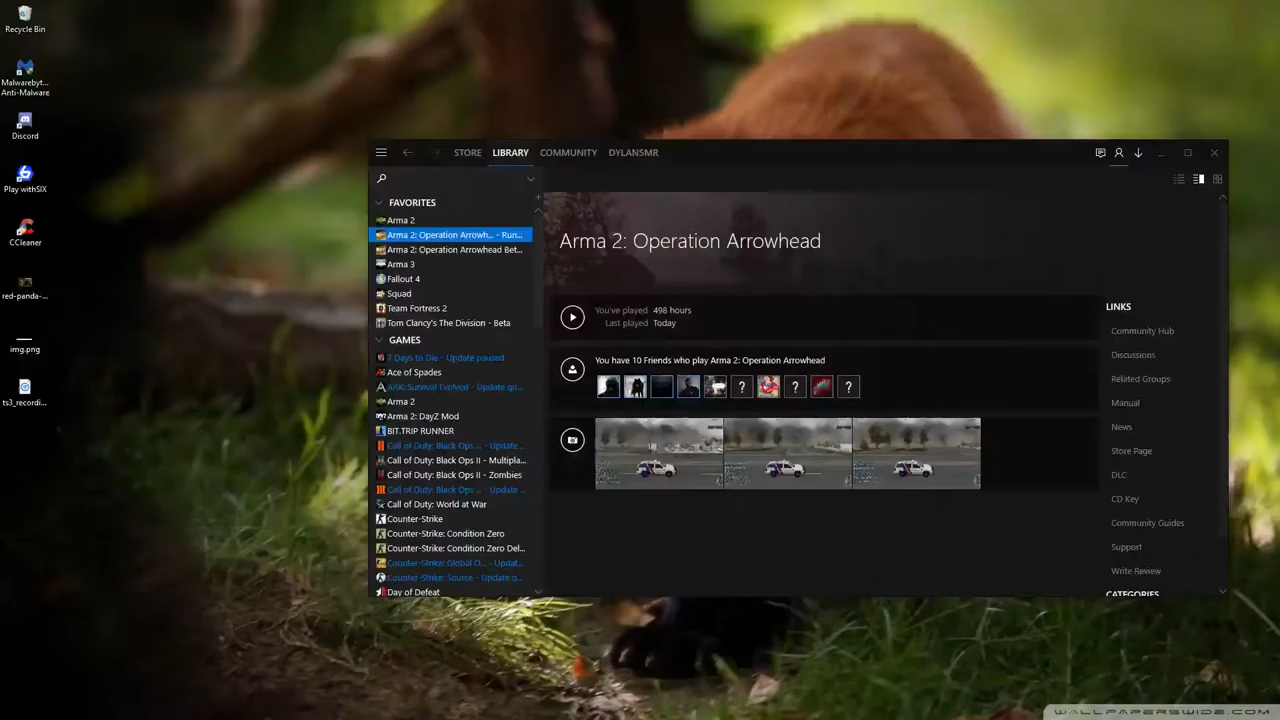 Recycle Bin
Malwarebyt...
Anti-Malware
Discord
Play withSIX
CCleaner
red-panda-...
img.png
ts3_recordi...
STORE
LIBRARY
COMMUNITY
DYLANSMR
FAVORITES
Arma 2
Arma 2: Operation Arrowh... - Run...
Arma 2: Operation Arrowhead Bet...
Arma 3
Fallout 4
Squad
Team Fortress 2
Tom Clancy's The Division - Beta
GAMES
7 Days to Die - Update paused
Ace of Spades
ARK: Survival Evolved - Update qu...
Arma 2
Arma 2: DayZ Mod
BIT.TRIP RUNNER
Call of Duty: Black Ops ... - Update ...
Call of Duty: Black Ops II - Multipla...
Call of Duty: Black Ops II - Zombies
Call of Duty: Black Ops ... - Update ...
Call of Duty: World at War
Counter-Strike
Counter-Strike: Condition Zero
Counter-Strike: Condition Zero Del...
Counter-Strike: Global O... - Updat...
Counter-Strike: Source - Update q...
Day of Defeat
Arma 2: Operation Arrowhead
You've played 498 hours
Last played Today
You have 10 Friends who play Arma 2: Operation Arrowhead
? ? ?
LINKS
Community Hub
Discussions
Related Groups
Manual
News
Store Page
DLC
CD Key
Community Guides
Support
Write Review
CATEGORIES
WALLPAPERSWIDE.COM